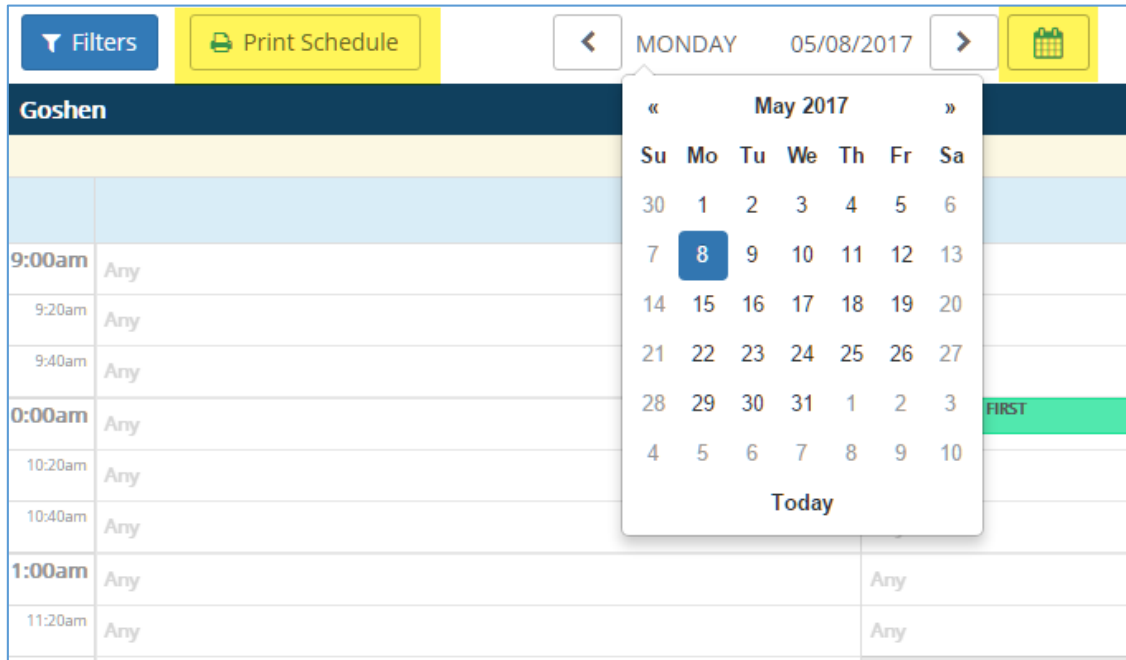 Filters Print Schedule MONDAY 05/08/2017
Goshen
« May 2017 »
Su Mo Tu We Th Fr Sa
30 1 2 3 4 5 6
7 8 9 10 11 12 13
14 15 16 17 18 19 20
21 22 23 24 25 26 27
28 29 30 31 1 2 3
4 5 6 7 8 9 10
Today
9:00am Any
9:20am Any
9:40am Any
0:00am Any FIRST
10:20am Any
10:40am Any
1:00am Any Any
11:20am Any Any